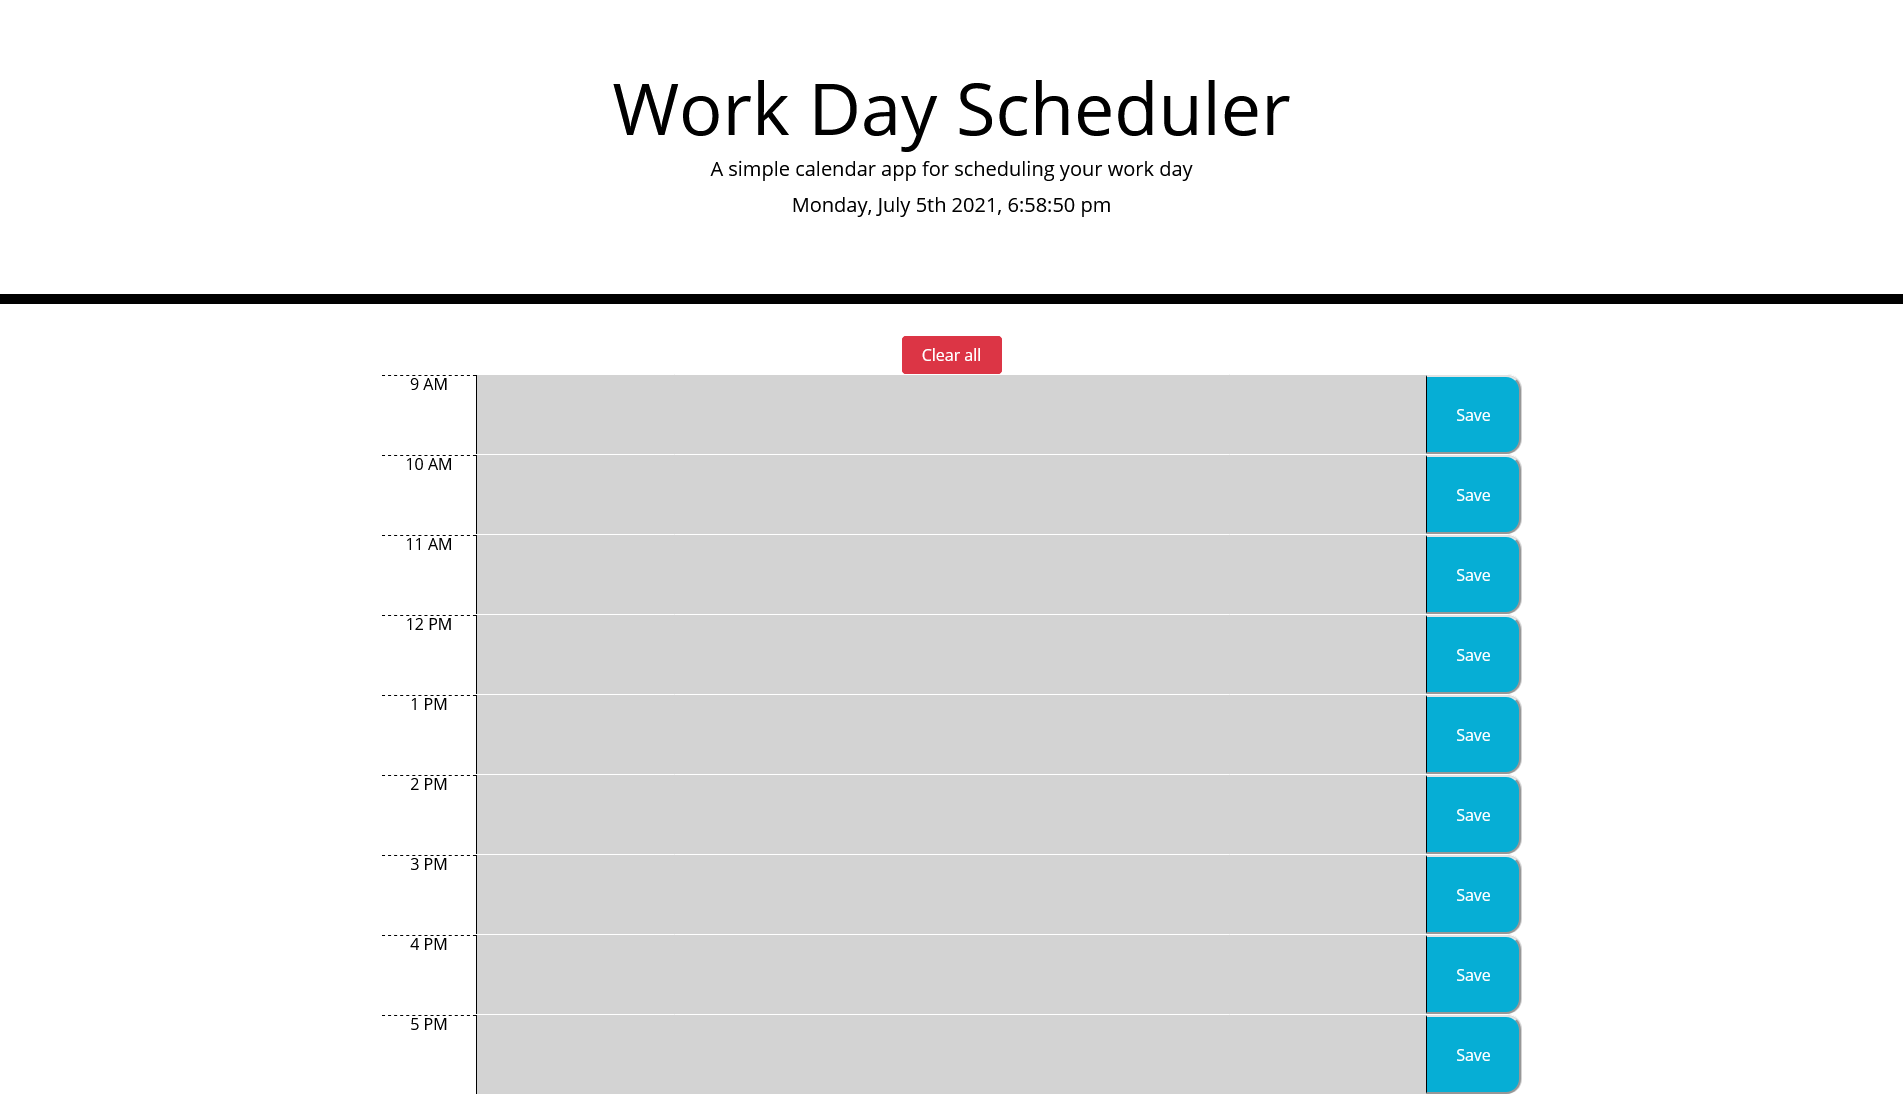 Work Day Scheduler
A simple calendar app for scheduling your work day
Monday, July 5th 2021, 6:58:50 pm
Clear all
9 AM
Save
10 AM
Save
11 AM
Save
12 PM
Save
1 PM
Save
2 PM
Save
3 PM
Save
4 PM
Save
5 PM
Save